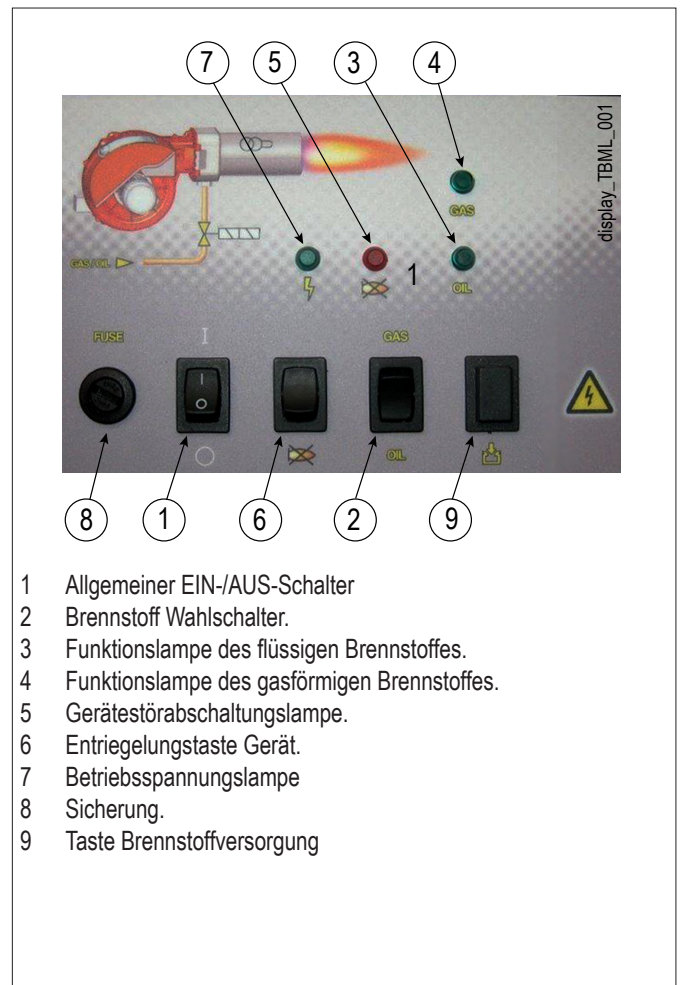 7 5 3 4
display_TBML_001
GAS
GAS/OIL
1 OIL
FUSE I GAS
I
O
OIL
8 1 6 2 9
1 Allgemeiner EIN-/AUS-Schalter
2 Brennstoff Wahlschalter.
3 Funktionslampe des flüssigen Brennstoffes.
4 Funktionslampe des gasförmigen Brennstoffes.
5 Gerätestörabschaltungslampe.
6 Entriegelungstaste Gerät.
7 Betriebsspannungslampe
8 Sicherung.
9 Taste Brennstoffversorgung